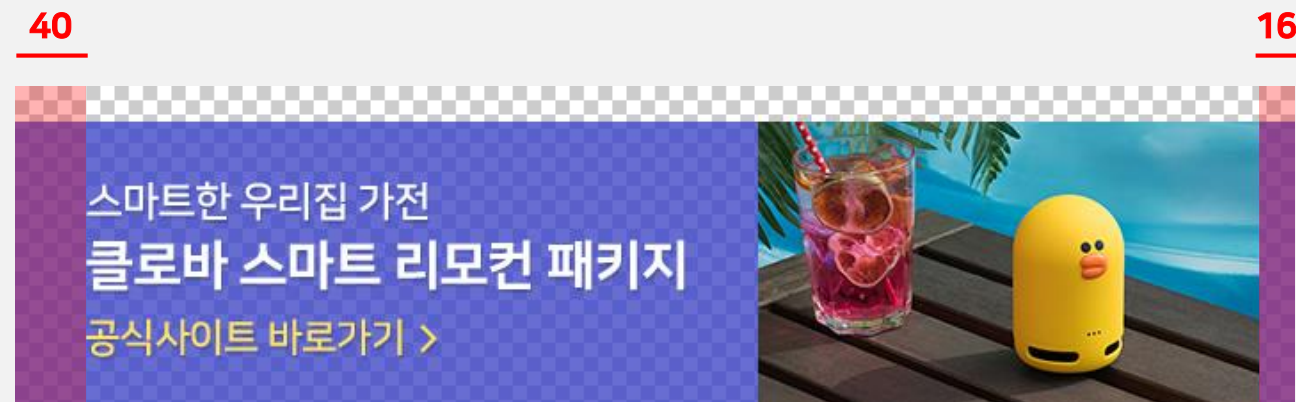 40
16
스마트한 우리집 가전
클로바 스마트 리모컨 패키지
공식사이트 바로가기 >